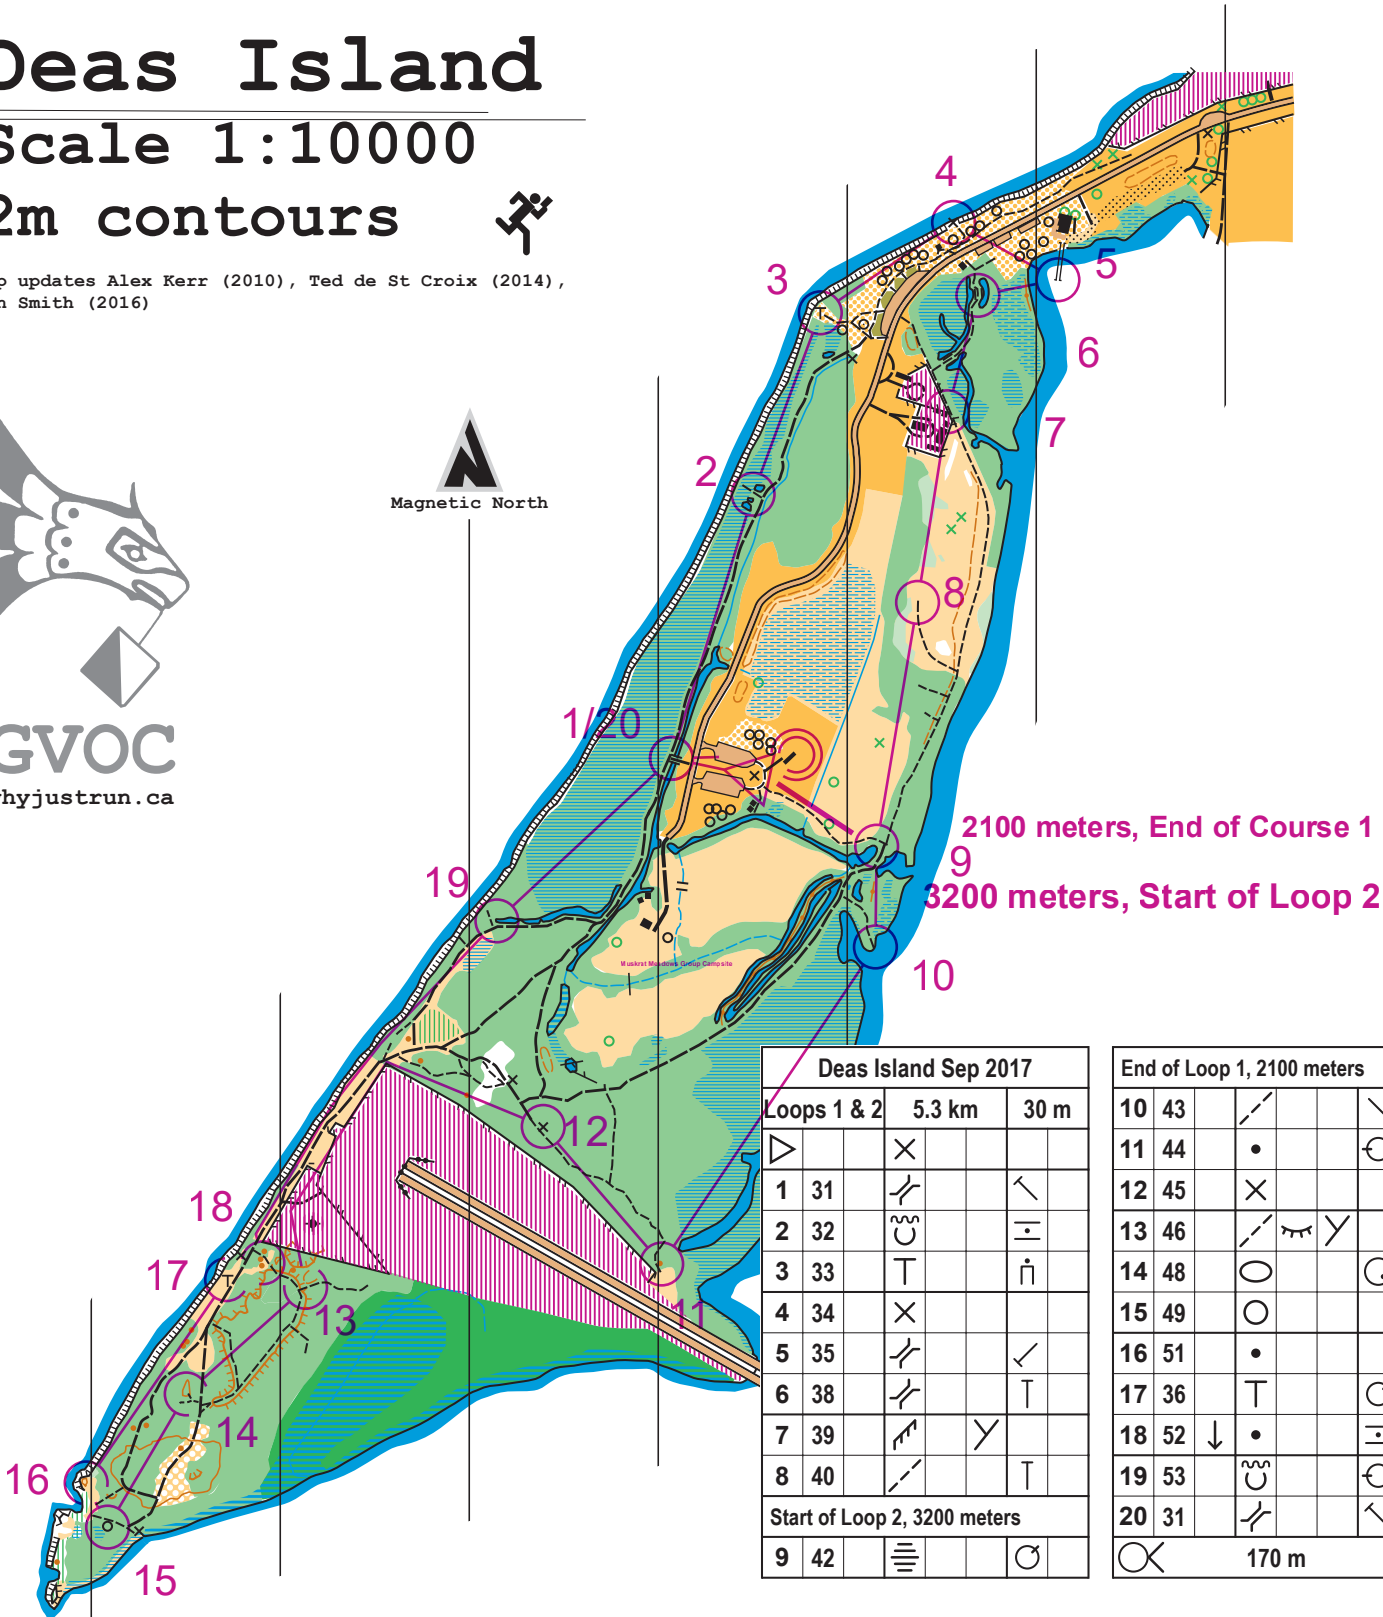 Deas Island
Scale 1:10000
2m contours
p updates Alex Kerr (2010), Ted de St Croix (2014),
n Smith (2016)
Magnetic North
GVOC
whyjustrun.ca
4
3
5
6
7
2
8
1/20
2100 meters, End of Course 1
9
19
3200 meters, Start of Loop 2
Muskrat Meadows Group Campsite
10
12
18
17
13
11
14
16
15
Deas Island Sep 2017
Loops 1 & 2 5.3 km 30 m
1 31
2 32
3 33
4 34
5 35
6 38
7 39
8 40
Start of Loop 2, 3200 meters
9 42
End of Loop 1, 2100 meters
10 43
11 44
12 45
13 46
14 48
15 49
16 51
17 36
18 52
19 53
20 31
170 m